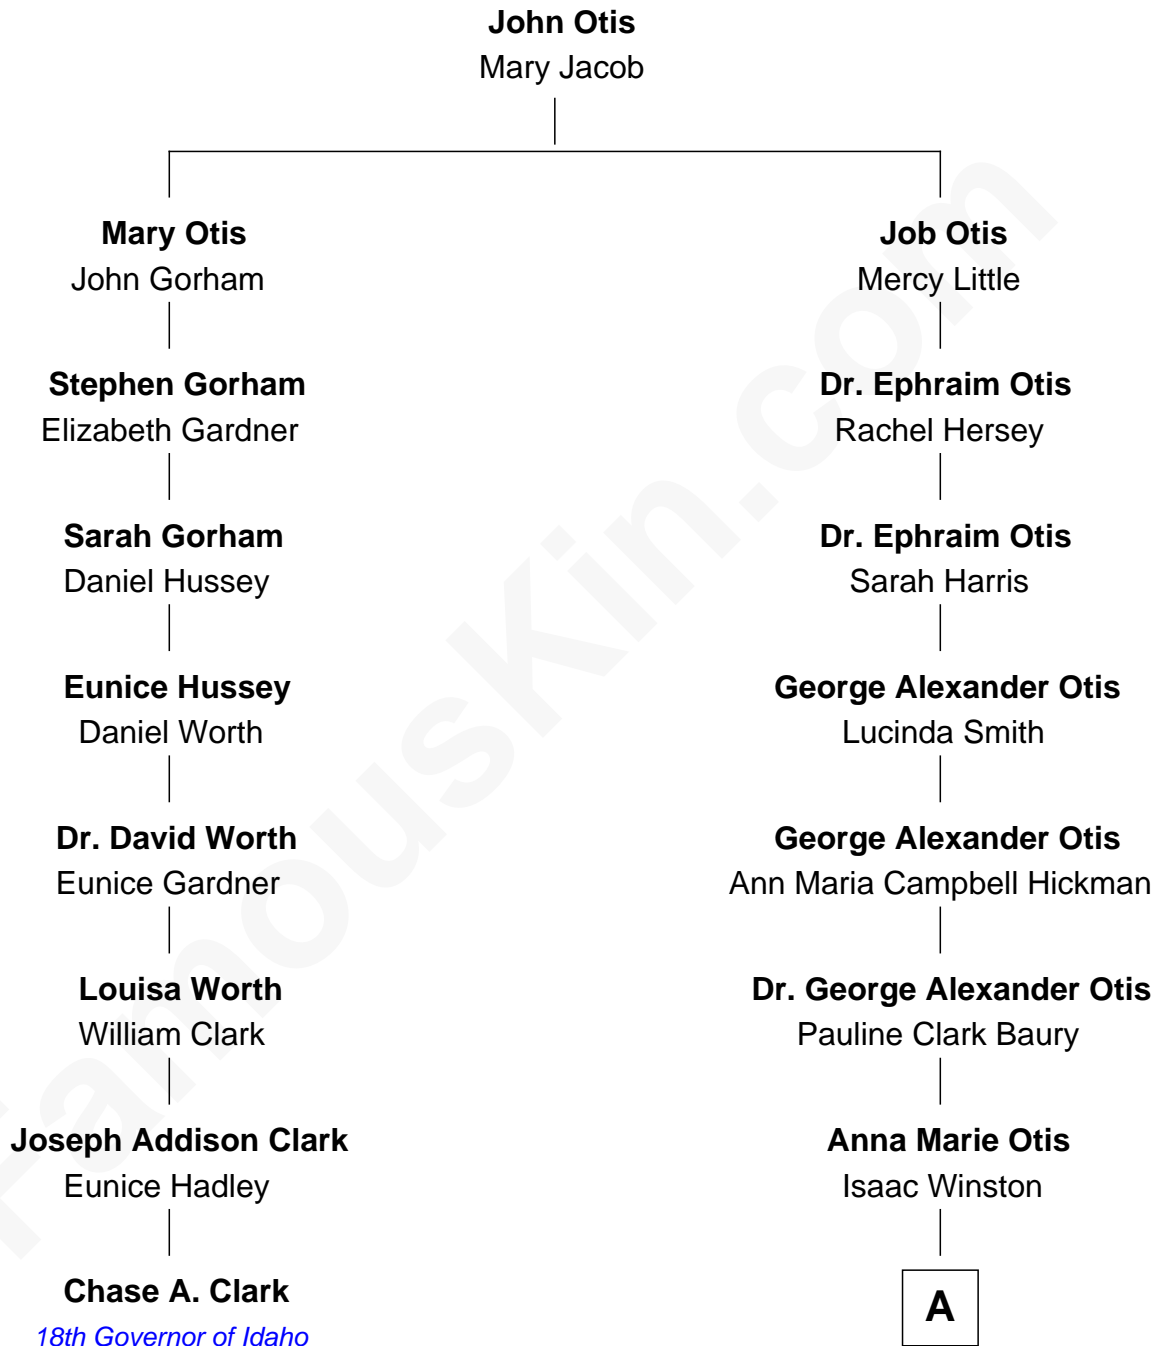 John Otis
Mary Jacob
Mary Otis
John Gorham
Job Otis
Mercy Little
Stephen Gorham
Elizabeth Gardner
Dr. Ephraim Otis
Rachel Hersey
Sarah Gorham
Daniel Hussey
Dr. Ephraim Otis
Sarah Harris
Eunice Hussey
Daniel Worth
George Alexander Otis
Lucinda Smith
Dr. David Worth
Eunice Gardner
George Alexander Otis
Ann Maria Campbell Hickman
Louisa Worth
William Clark
Dr. George Alexander Otis
Pauline Clark Baury
Joseph Addison Clark
Eunice Hadley
Anna Marie Otis
Isaac Winston
Chase A. Clark
18th Governor of Idaho
A
FamousKin.com